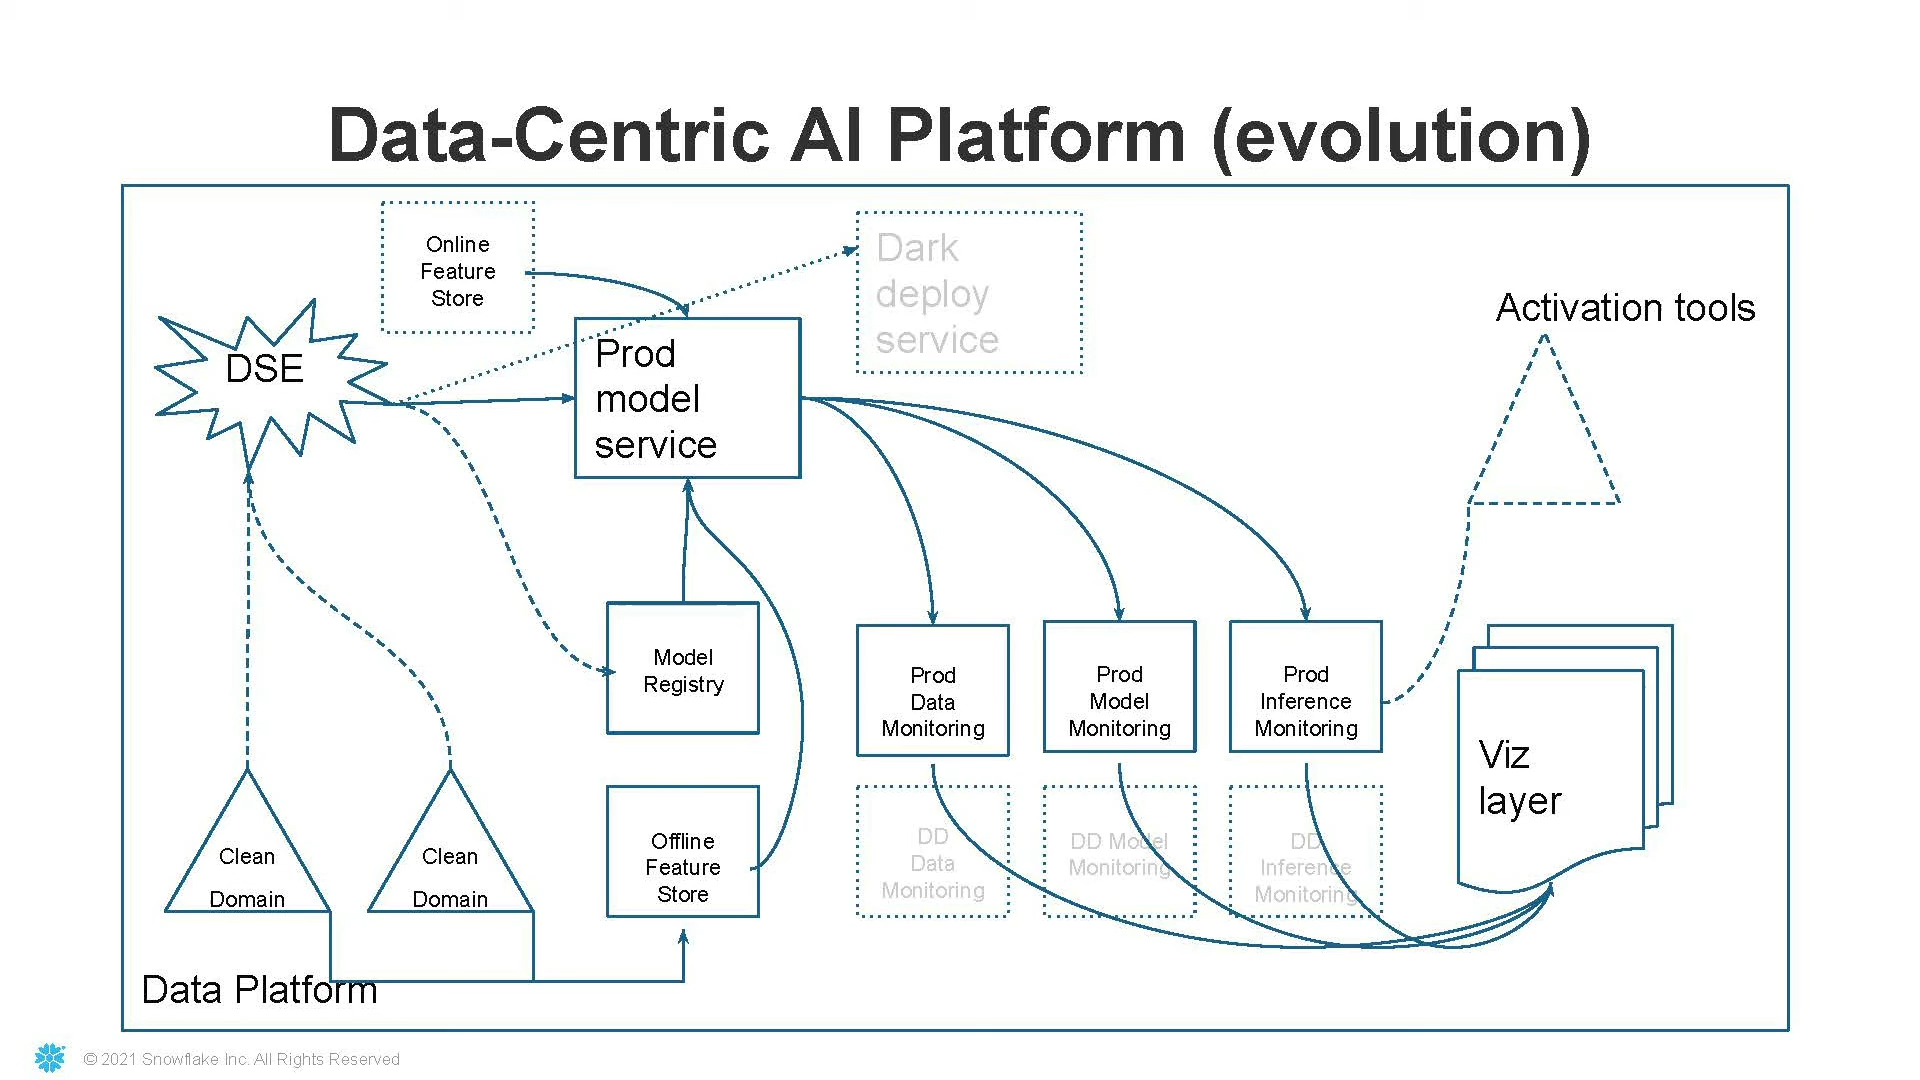 Data-Centric AI Platform (evolution)
Online
Feature
Store
Dark
deploy
service
Activation tools
DSE
Prod
model
service
Model
Registry
Prod
Data
Monitoring
Prod
Model
Monitoring
Prod
Inference
Monitoring
Viz
layer
Clean
Domain
Clean
Domain
Offline
Feature
Store
DD
Data
Monitoring
DD Model
Monitoring
DD
Inference
Monitoring
Data Platform
© 2021 Snowflake Inc. All Rights Reserved